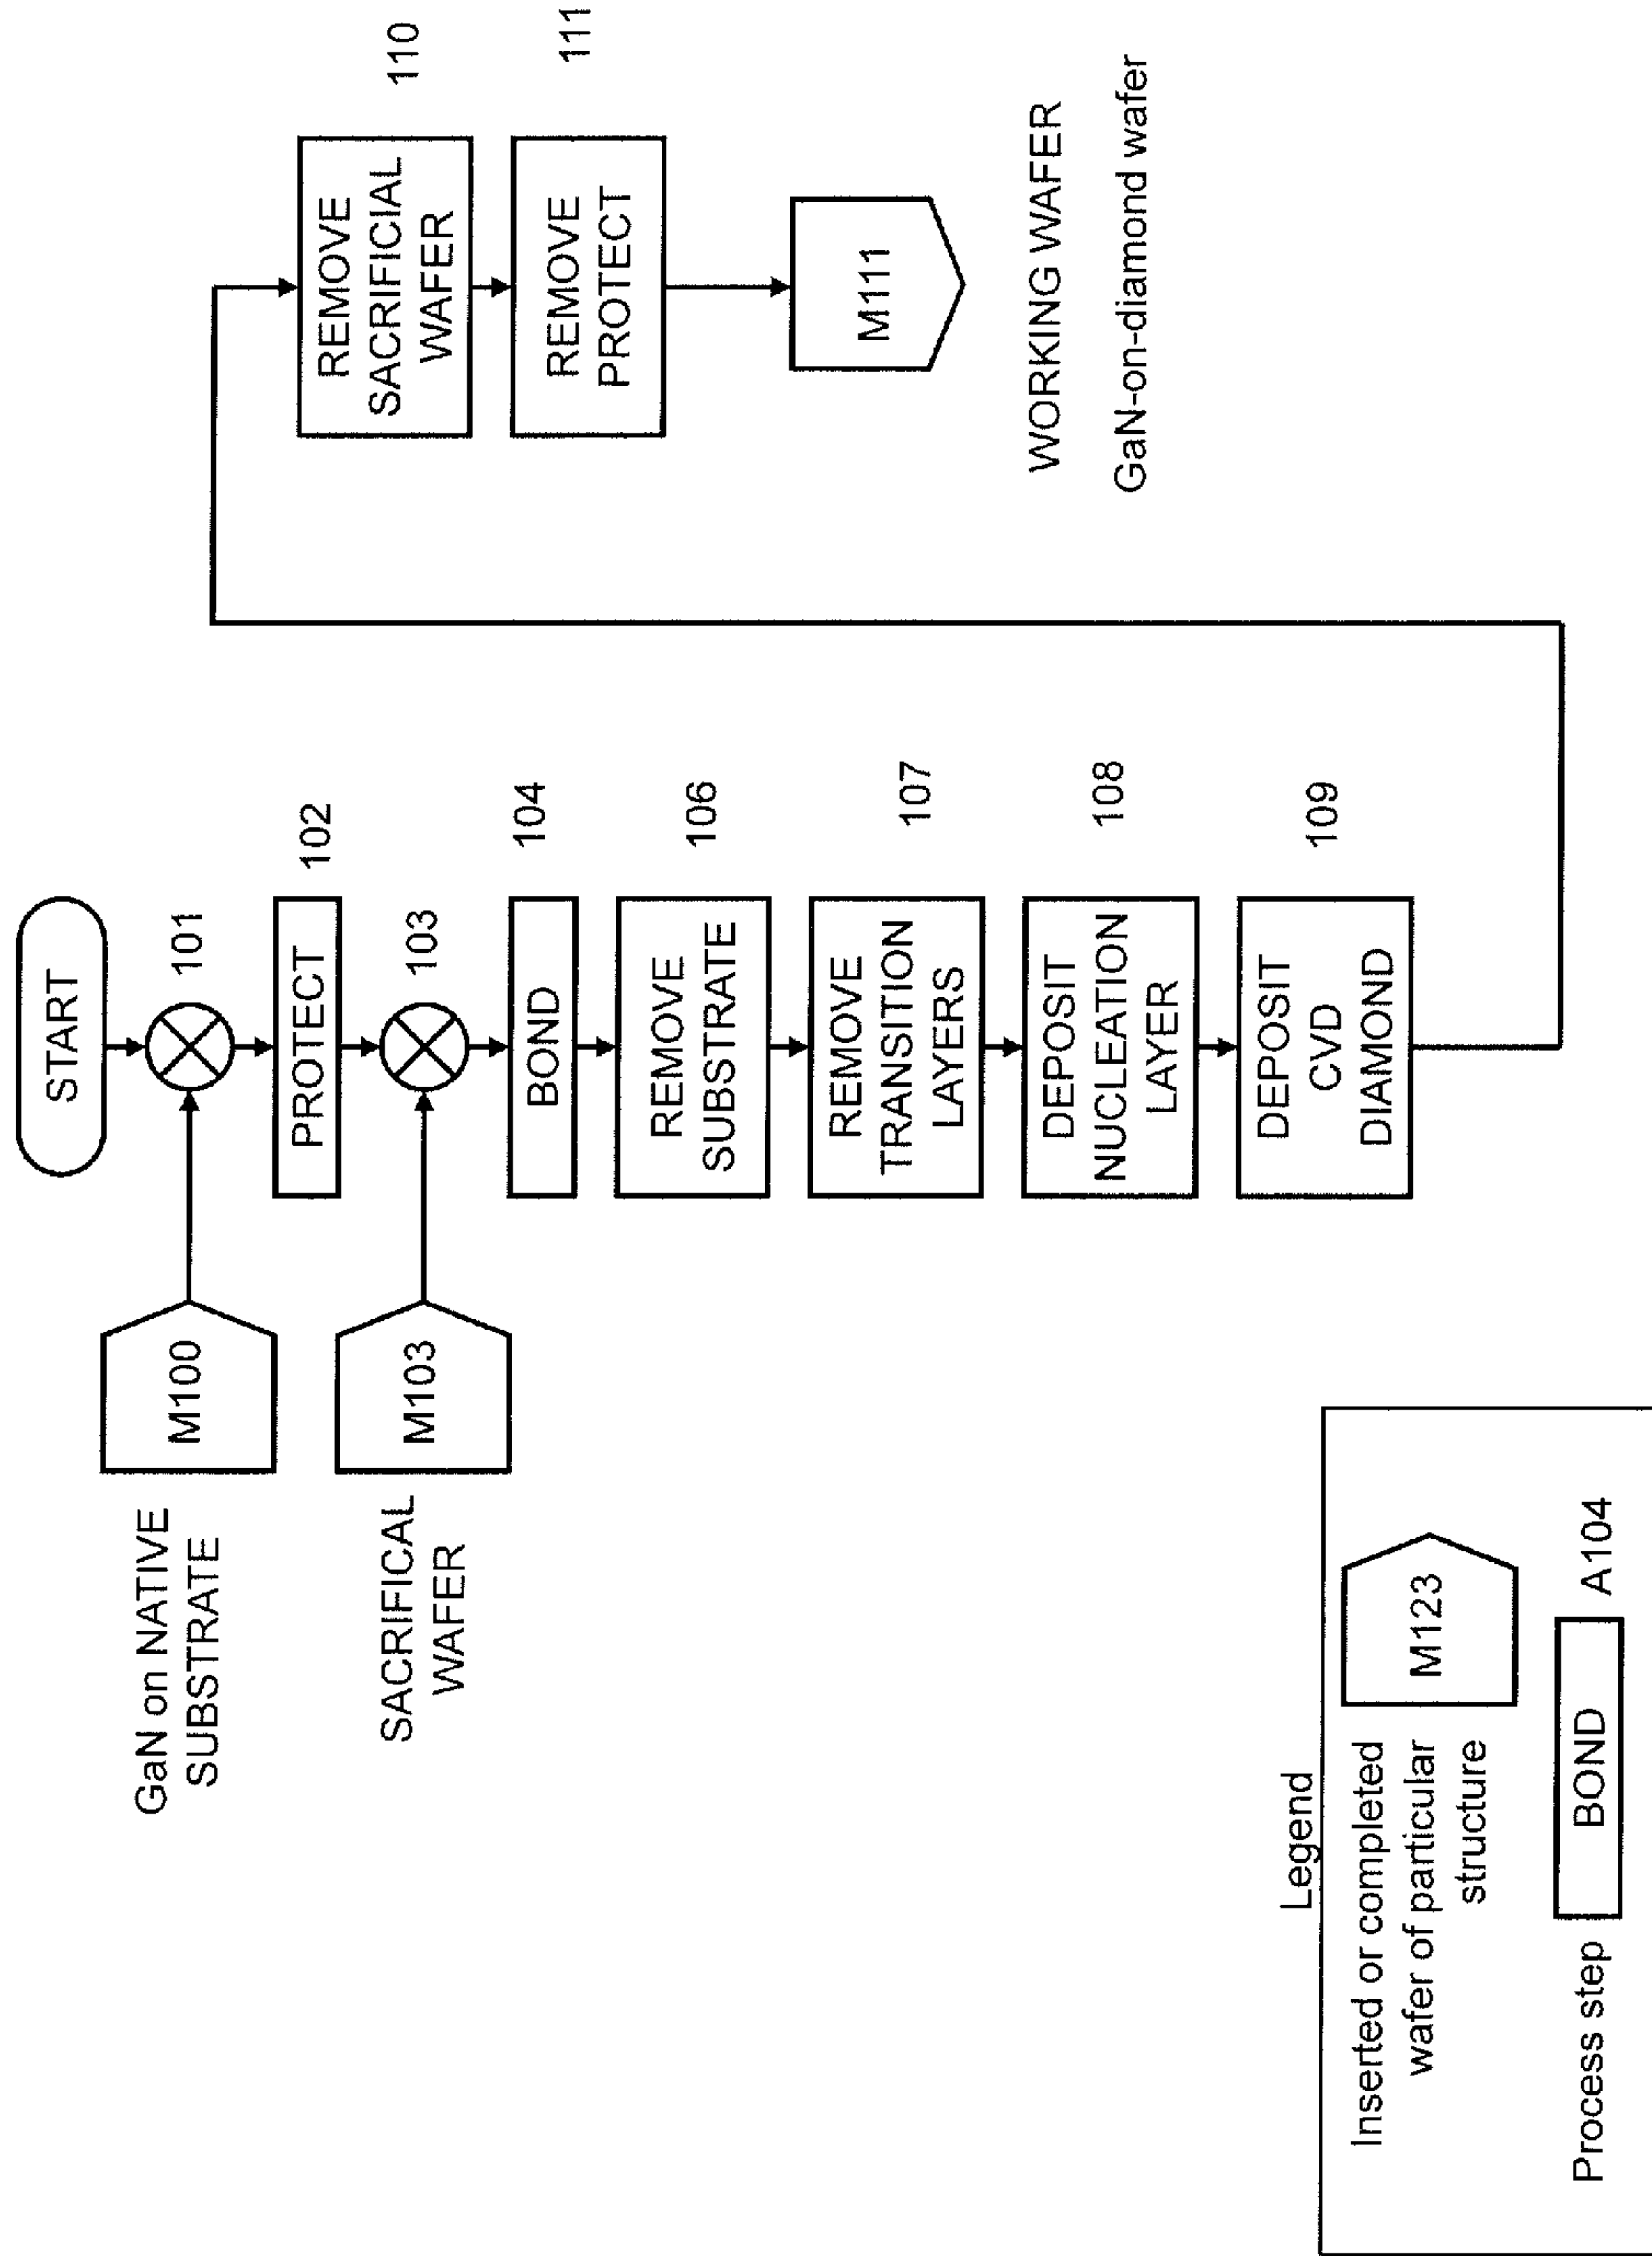 START
101
M100
GaN on NATIVE
SUBSTRATE
PROTECT
102
103
M103
SACRIFICAL
WAFER
BOND
104
REMOVE
SUBSTRATE
106
REMOVE
TRANSITION
LAYERS
107
DEPOSIT
NUCLEATION
LAYER
108
DEPOSIT
CVD
DIAMOND
109
REMOVE
SACRIFICIAL
WAFER
110
REMOVE
PROTECT
111
M111
WORKING WAFER
GaN-on-diamond wafer
Legend
Inserted or completed
wafer of particular
structure
M123
Process step
BOND
A104